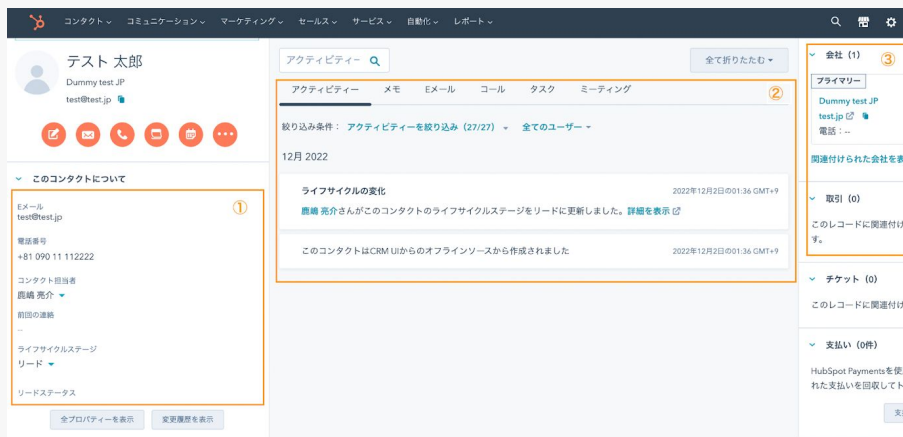 コンタクト コミュニケーション マーケティング セールス サービス 自動化 レポート
テスト 太郎
Dummy test JP
test@test.jp
このコンタクトについて
①
Eメール
test@test.jp
電話番号
+81 090 11 112222
コンタクト担当者
鹿嶋 亮介
前回の連絡
--
ライフサイクルステージ
リード
リードステータス
全プロパティーを表示 変更履歴を表示
アクティビティー
全て折りたたむ
アクティビティー メモ Eメール コール タスク ミーティング
②
絞り込み条件： アクティビティーを絞り込み（27/27） 全てのユーザー
12月 2022
ライフサイクルの変化 2022年12月2日の01:36 GMT+9
鹿嶋 亮介さんがこのコンタクトのライフサイクルステージをリードに更新しました。詳細を表示
このコンタクトはCRM UIからのオフラインソースから作成されました 2022年12月2日の01:36 GMT+9
会社（1） ③
プライマリー
Dummy test JP
test.jp
電話：--
関連付けられた会社を表
取引（0）
このレコードに関連付け
す。
チケット（0）
このレコードに関連付け
支払い（0件）
HubSpot Paymentsを使
れた支払いを回収してト
支